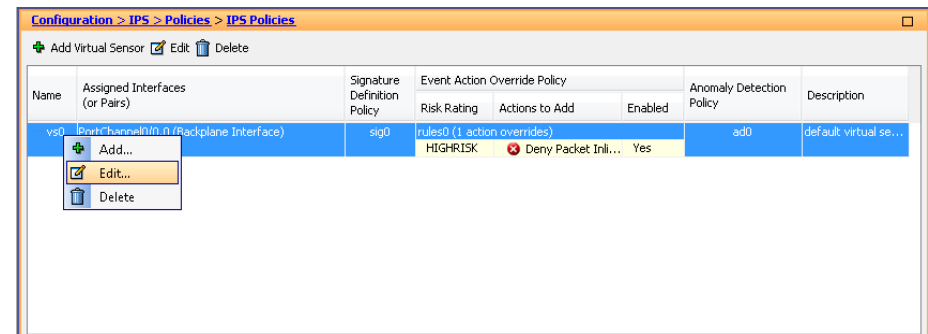 Configuration > IPS > Policies > IPS Policies
Add Virtual Sensor Edit Delete
Name
Assigned Interfaces
(or Pairs)
Signature
Definition
Policy
Event Action Override Policy
Risk Rating Actions to Add Enabled
Anomaly Detection
Policy
Description
vs0 PortChannel0/0.0 (Backplane Interface) sig0 rules0 (1 action overrides) ad0 default virtual se...
HIGHRISK Deny Packet Inli... Yes
Add...
Edit...
Delete